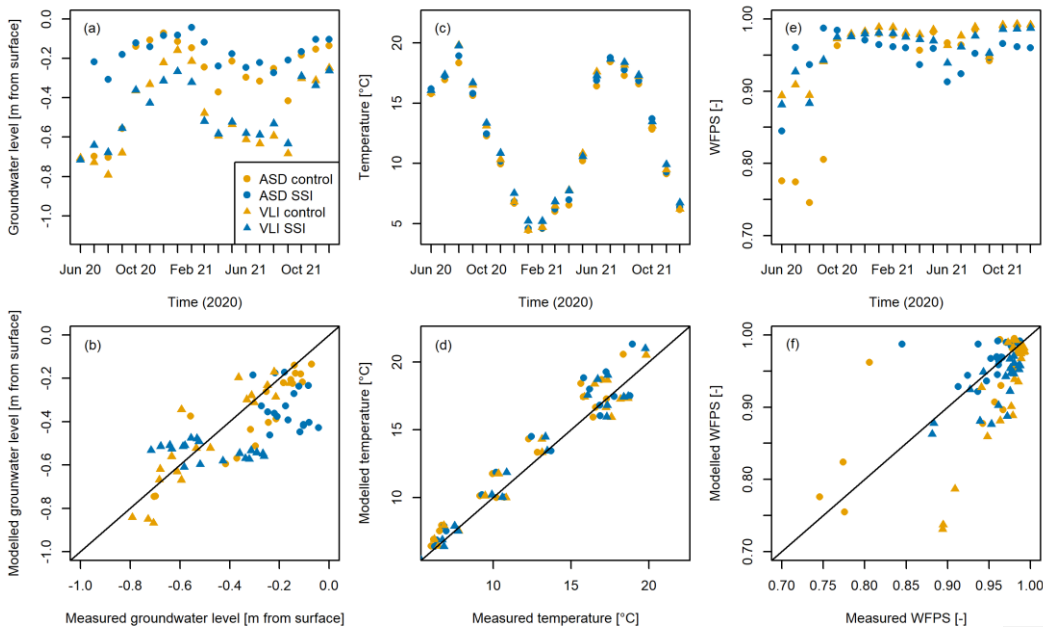 (a)
Groundwater level [m from surface]
0.0
-0.2
-0.4
-0.6
-0.8
-1.0
ASD control
ASD SSI
VLI control
VLI SSI
Jun 20 Oct 20 Feb 21 Jun 21 Oct 21
Time (2020)
(c)
Temperature [°C]
20
15
10
5
Jun 20 Oct 20 Feb 21 Jun 21 Oct 21
Time (2020)
(e)
WFPS [-]
1.00
0.90
0.80
0.70
Jun 20 Oct 20 Feb 21 Jun 21 Oct 21
Time (2020)
(b)
Modelled grounwater level [m from surface]
0.0
-0.2
-0.4
-0.6
-0.8
-1.0
-1.0 -0.8 -0.6 -0.4 -0.2 0.0
Measured groundwater level [m from surface]
(d)
Modelled temperature [°C]
20
15
10
10 15 20
Measured temperature [°C]
(f)
Modelled WFPS [-]
1.00
0.90
0.80
0.70
0.70 0.75 0.80 0.85 0.90 0.95 1.00
Measured WFPS [-]